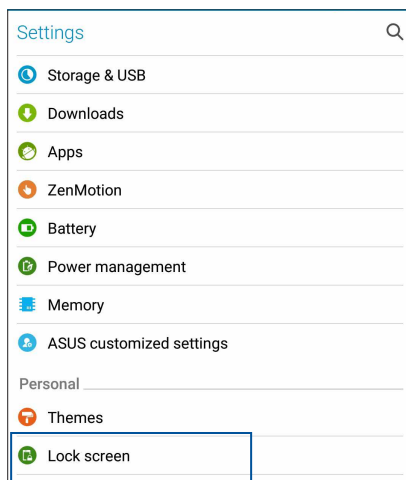 Settings
Storage & USB
Downloads
Apps
ZenMotion
Battery
Power management
Memory
ASUS customized settings
Personal
Themes
Lock screen